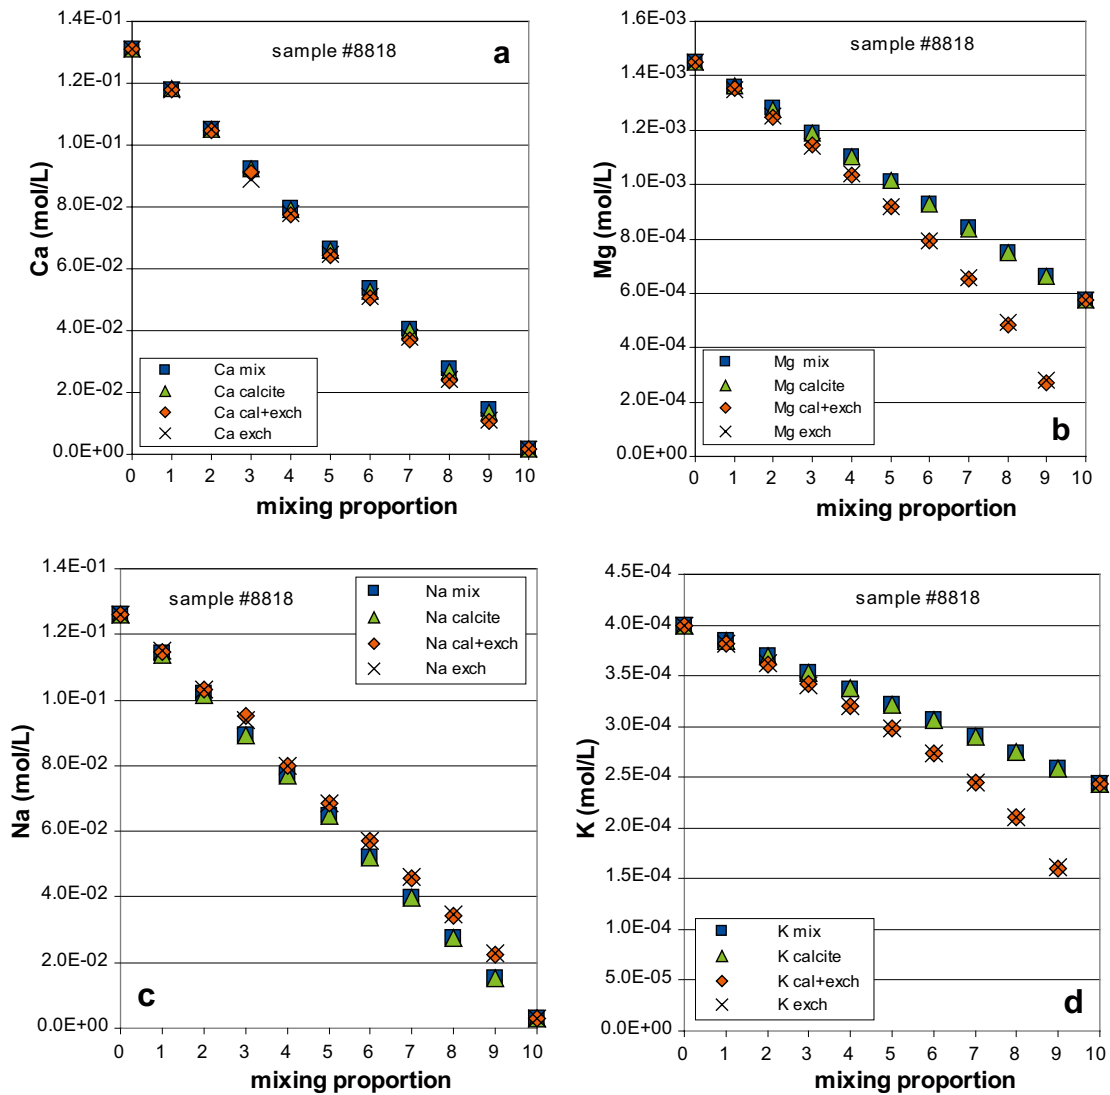 1.4E-01
1.2E-01
1.0E-01
8.0E-02
6.0E-02
4.0E-02
2.0E-02
0.0E+00
Ca (mol/L)
sample #8818
a
Ca mix
Ca calcite
Ca cal+exch
Ca exch
0 1 2 3 4 5 6 7 8 9 10
mixing proportion
1.6E-03
1.4E-03
1.2E-03
1.0E-03
8.0E-04
6.0E-04
4.0E-04
2.0E-04
0.0E+00
Mg (mol/L)
sample #8818
Mg mix
Mg calcite
Mg cal+exch
Mg exch
b
0 1 2 3 4 5 6 7 8 9 10
mixing proportion
1.4E-01
1.2E-01
1.0E-01
8.0E-02
6.0E-02
4.0E-02
2.0E-02
0.0E+00
Na (mol/L)
sample #8818
Na mix
Na calcite
Na cal+exch
Na exch
c
0 1 2 3 4 5 6 7 8 9 10
mixing proportion
4.5E-04
4.0E-04
3.5E-04
3.0E-04
2.5E-04
2.0E-04
1.5E-04
1.0E-04
5.0E-05
0.0E+00
K (mol/L)
sample #8818
K mix
K calcite
K cal+exch
K exch
d
0 1 2 3 4 5 6 7 8 9 10
mixing proportion